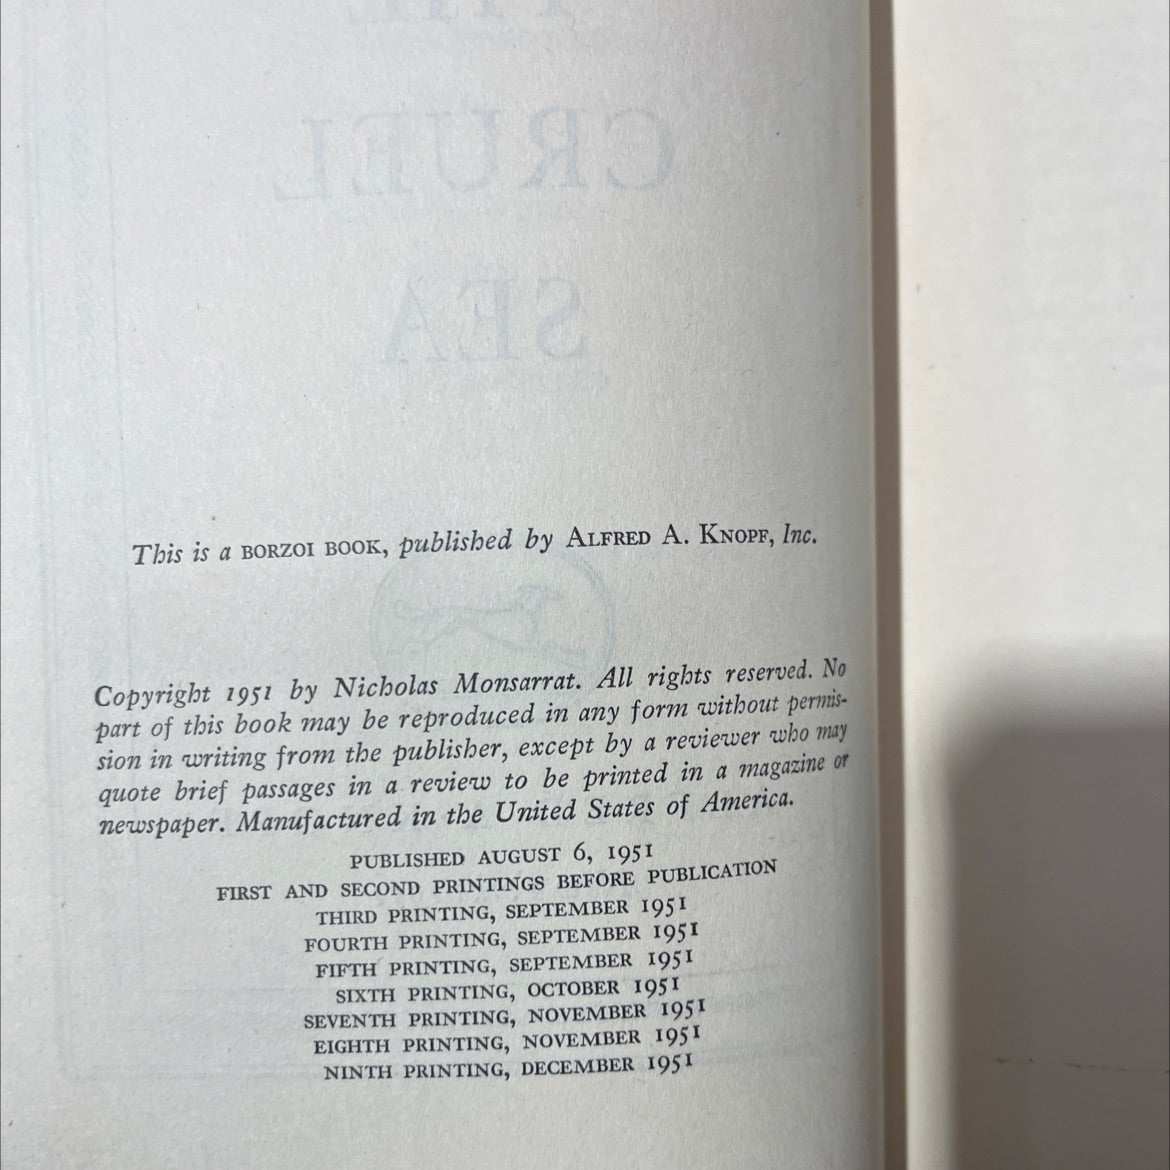 THE
CRUEL
SEA
This is a BORZOI BOOK, published by ALFRED A. KNOPF, Inc.
Copyright 1951 by Nicholas Monsarrat. All rights reserved. No
part of this book may be reproduced in any form without permis-
sion in writing from the publisher, except by a reviewer who may
quote brief passages in a review to be printed in a magazine or
newspaper. Manufactured in the United States of America.
PUBLISHED AUGUST 6, 1951
FIRST AND SECOND PRINTINGS BEFORE PUBLICATION
THIRD PRINTING, SEPTEMBER 1951
FOURTH PRINTING, SEPTEMBER 1951
FIFTH PRINTING, SEPTEMBER 1951
SIXTH PRINTING, OCTOBER 1951
SEVENTH PRINTING, NOVEMBER 1951
EIGHTH PRINTING, NOVEMBER 1951
NINTH PRINTING, DECEMBER 1951